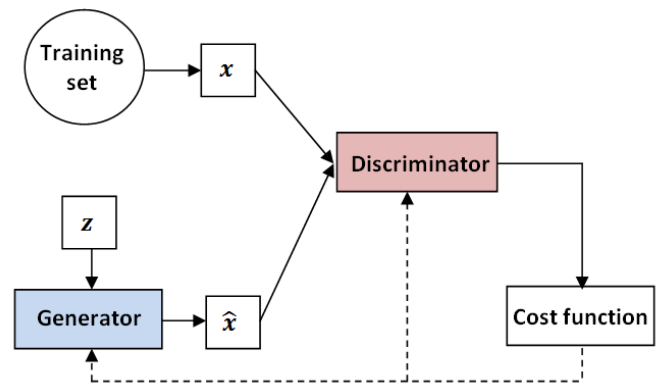 Training
set
x
Discriminator
z
Generator
x̂
Cost function